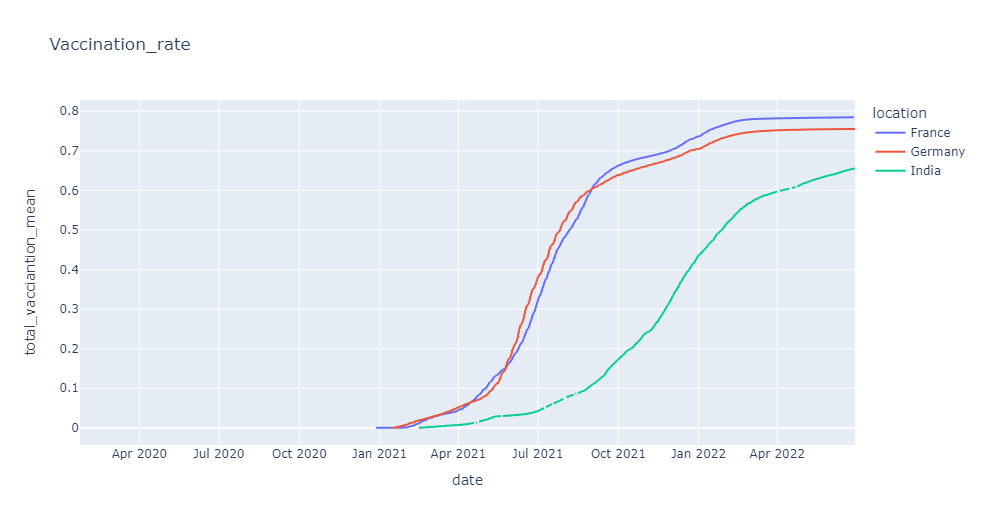 Vaccination_rate
total_vacciantion_mean
0.8
0.7
0.6
0.5
0.4
0.3
0.2
0.1
0
Apr 2020
Jul 2020
Oct 2020
Jan 2021
Apr 2021
Jul 2021
Oct 2021
Jan 2022
Apr 2022
date
location
France
Germany
India